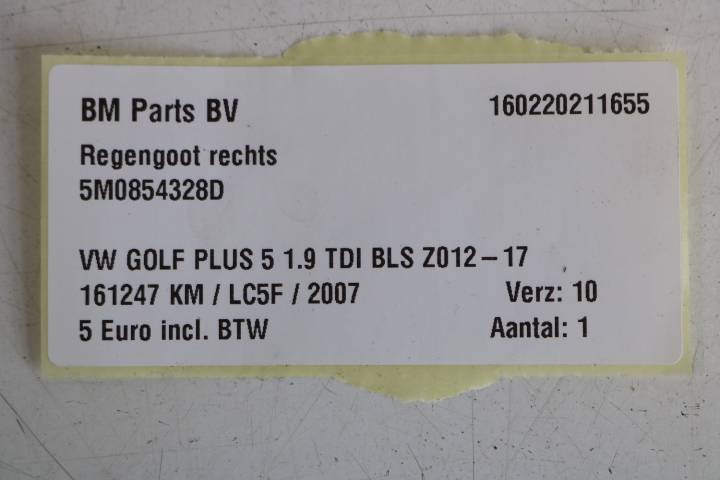 BM Parts BV 160220211655
Regengoot rechts
5M0854328D
VW GOLF PLUS 5 1.9 TDI BLS Z012-17
161247 KM / LC5F / 2007 Verz: 10
5 Euro incl. BTW Aantal: 1